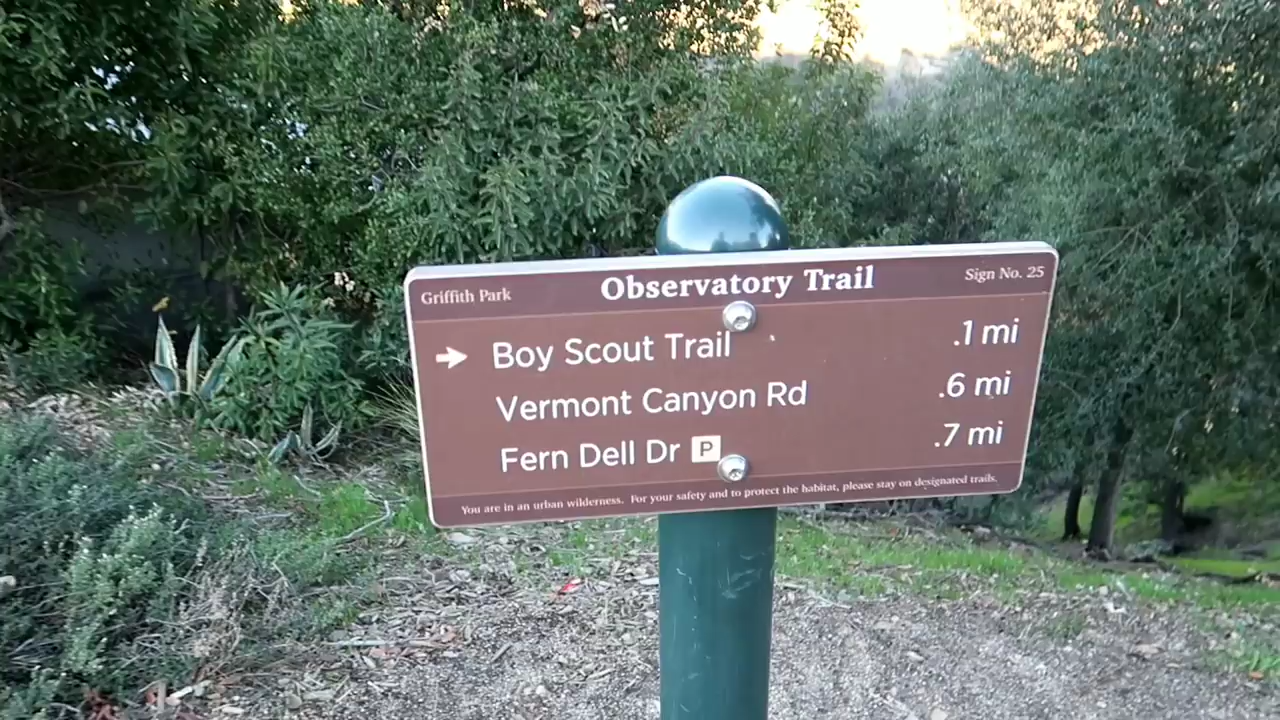 Griffith Park
Observatory Trail
Sign No. 25
Boy Scout Trail .1 mi
Vermont Canyon Rd .6 mi
Fern Dell Dr P .7 mi
You are in an urban wilderness. For your safety and to protect the habitat, please stay on designated trails.